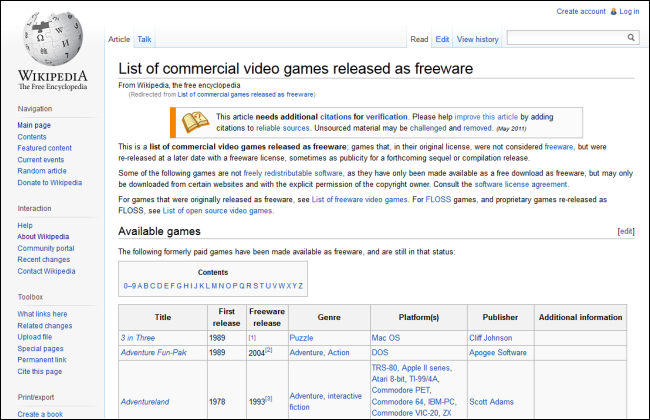 Create account Log in
WIKIPEDIA
The Free Encyclopedia
Article Talk
Read Edit View history
List of commercial video games released as freeware
From Wikipedia, the free encyclopedia
(Redirected from List of commercial games released as freeware)
This article needs additional citations for verification. Please help improve this article by adding
citations to reliable sources. Unsourced material may be challenged and removed. (May 2011)
This is a list of commercial video games released as freeware; games that, in their original license, were not considered freeware, but were
re-released at a later date with a freeware license, sometimes as publicity for a forthcoming sequel or compilation release.
Some of the following games are not freely redistributable software, as they have only been made available as a free download as freeware, but may only
be downloaded from certain websites and with the explicit permission of the copyright owner. Consult the software license agreement.
For games that were originally released as freeware, see List of freeware video games. For FLOSS games, and proprietary games re-released as
FLOSS, see List of open source video games.
Available games [edit]
The following formerly paid games have been made available as freeware, and are still in that status:
Contents
0–9 A B C D E F G H I J K L M N O P Q R S T U V W X Y Z
Title First release Freeware release Genre Platform(s) Publisher Additional information
3 in Three 1989 [1] Puzzle Mac OS Cliff Johnson
Adventure Fun-Pak 1989 2004[2] Adventure, Action DOS Apogee Software
Adventureland 1978 1993[3] Adventure, interactive fiction TRS-80, Apple II series, Atari 8-bit, TI-99/4A, Commodore PET, Commodore 64, IBM-PC, Commodore VIC-20, ZX Scott Adams
Navigation
Main page
Contents
Featured content
Current events
Random article
Donate to Wikipedia
Interaction
Help
About Wikipedia
Community portal
Recent changes
Contact Wikipedia
Toolbox
What links here
Related changes
Upload file
Special pages
Permanent link
Cite this page
Print/export
Create a book